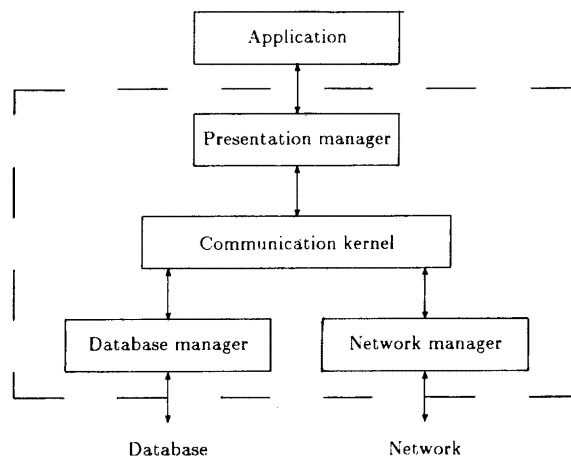 Application
Presentation manager
Communication kernel
Database manager
Network manager
Database
Network